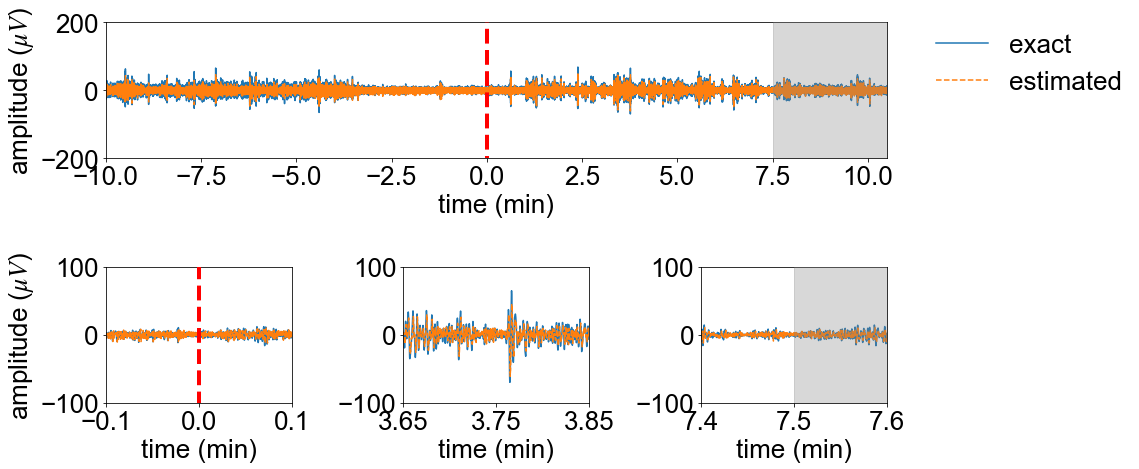 amplitude (μV)
200
0
−200
−10.0 −7.5 −5.0 −2.5 0.0 2.5 5.0 7.5 10.0
time (min)
exact
estimated
amplitude (μV)
100
0
−100
−0.1 0.0 0.1
time (min)
100
0
−100
3.65 3.75 3.85
time (min)
100
0
−100
7.4 7.5 7.6
time (min)